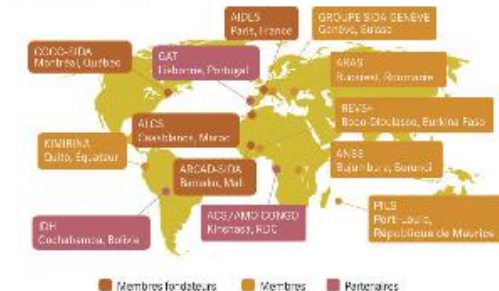 AIDES
Paris, France
GROUPE SIDA GENÈVE
Genève, Suisse
COCO-SIDA
Montréal, Québec
GAT
Lisbonne, Portugal
ARAS
Bucarest, Roumanie
ALCS
Casablanca, Maroc
REVS+
Bobo-Dioulasso, Burkina Faso
KIMIRINA
Quito, Équateur
ARCAD-SIDA
Bamako, Mali
ANSS
Bujumbura, Burundi
IDH
Cochabamba, Bolivia
ACS/AMO CONGO
Kinshasa, RDC
PILS
Port-Louis,
République de Maurice
Membres fondateurs
Membres
Partenaires